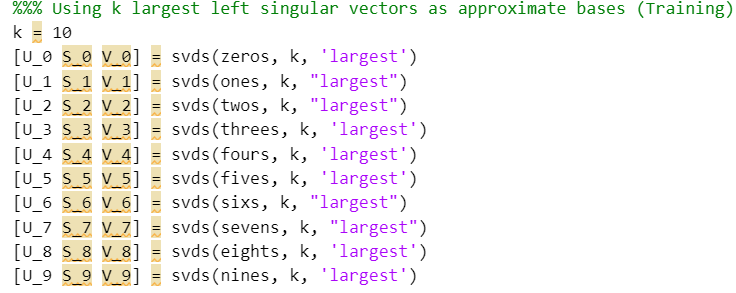 %%% Using k largest left singular vectors as approximate bases (Training)
k = 10
[U_0 S_0 V_0] = svds(zeros, k, 'largest')
[U_1 S_1 V_1] = svds(ones, k, "largest")
[U_2 S_2 V_2] = svds(twos, k, "largest")
[U_3 S_3 V_3] = svds(threes, k, 'largest')
[U_4 S_4 V_4] = svds(fours, k, 'largest')
[U_5 S_5 V_5] = svds(fives, k, 'largest')
[U_6 S_6 V_6] = svds(sixs, k, "largest")
[U_7 S_7 V_7] = svds(sevens, k, "largest")
[U_8 S_8 V_8] = svds(eights, k, 'largest')
[U_9 S_9 V_9] = svds(nines, k, 'largest')